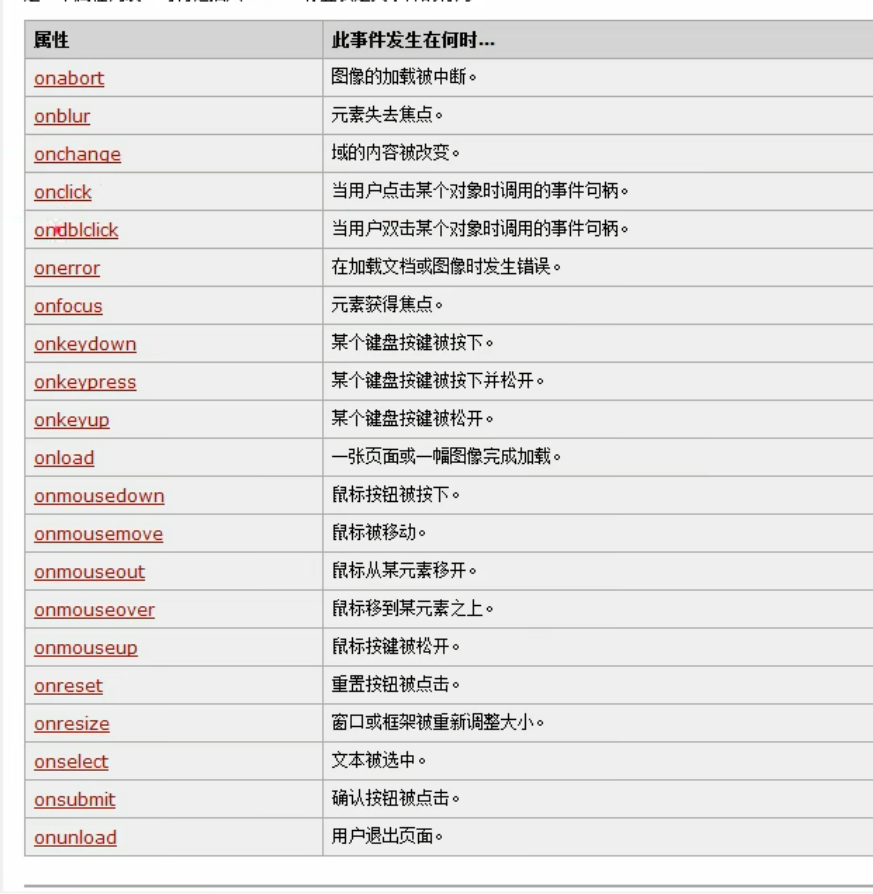 属性 此事件发生在何时...
onabort 图像的加载被中断。
onblur 元素失去焦点。
onchange 域的内容被改变。
onclick 当用户点击某个对象时调用的事件句柄。
ondblclick 当用户双击某个对象时调用的事件句柄。
onerror 在加载文档或图像时发生错误。
onfocus 元素获得焦点。
onkeydown 某个键盘按键被按下。
onkeypress 某个键盘按键被按下并松开。
onkeyup 某个键盘按键被松开。
onload 一张页面或一幅图像完成加载。
onmousedown 鼠标按钮被按下。
onmousemove 鼠标被移动。
onmouseout 鼠标从某元素移开。
onmouseover 鼠标移到某元素之上。
onmouseup 鼠标按键被松开。
onreset 重置按钮被点击。
onresize 窗口或框架被重新调整大小。
onselect 文本被选中。
onsubmit 确认按钮被点击。
onunload 用户退出页面。